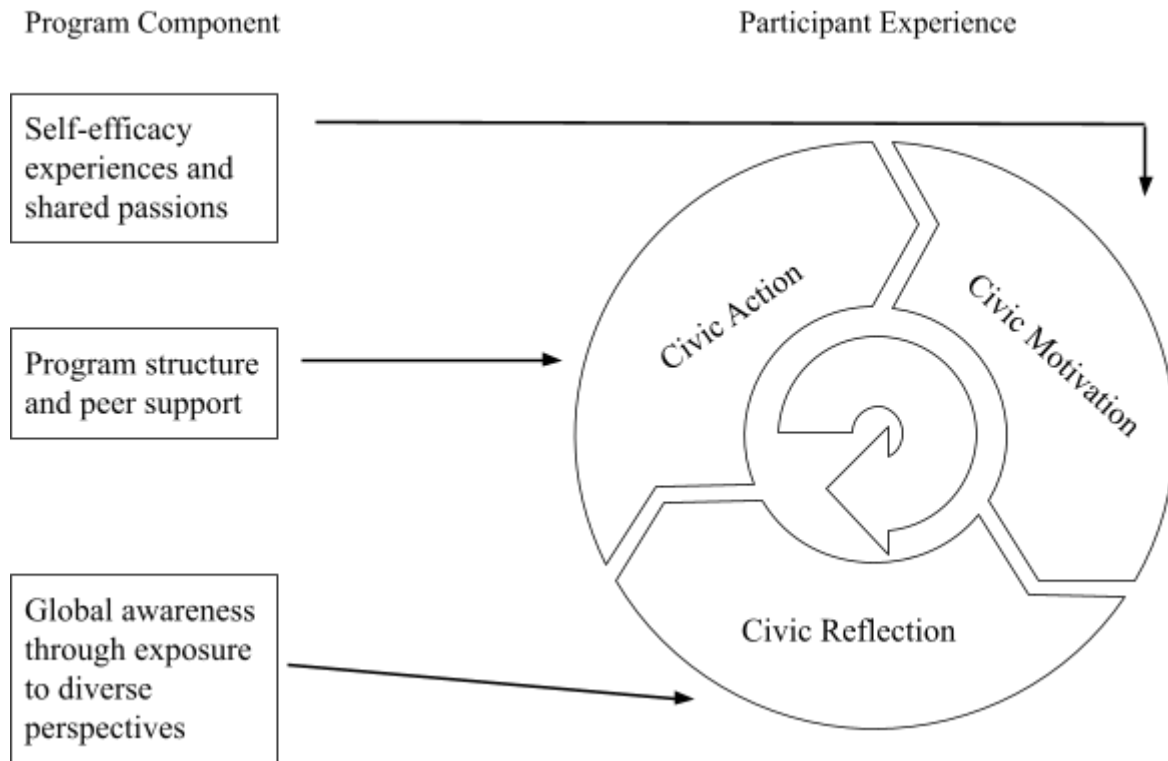 Program Component
Participant Experience
Self-efficacy
experiences and
shared passions
Program structure
and peer support
Global awareness
through exposure
to diverse
perspectives
Civic Action
Civic Motivation
Civic Reflection